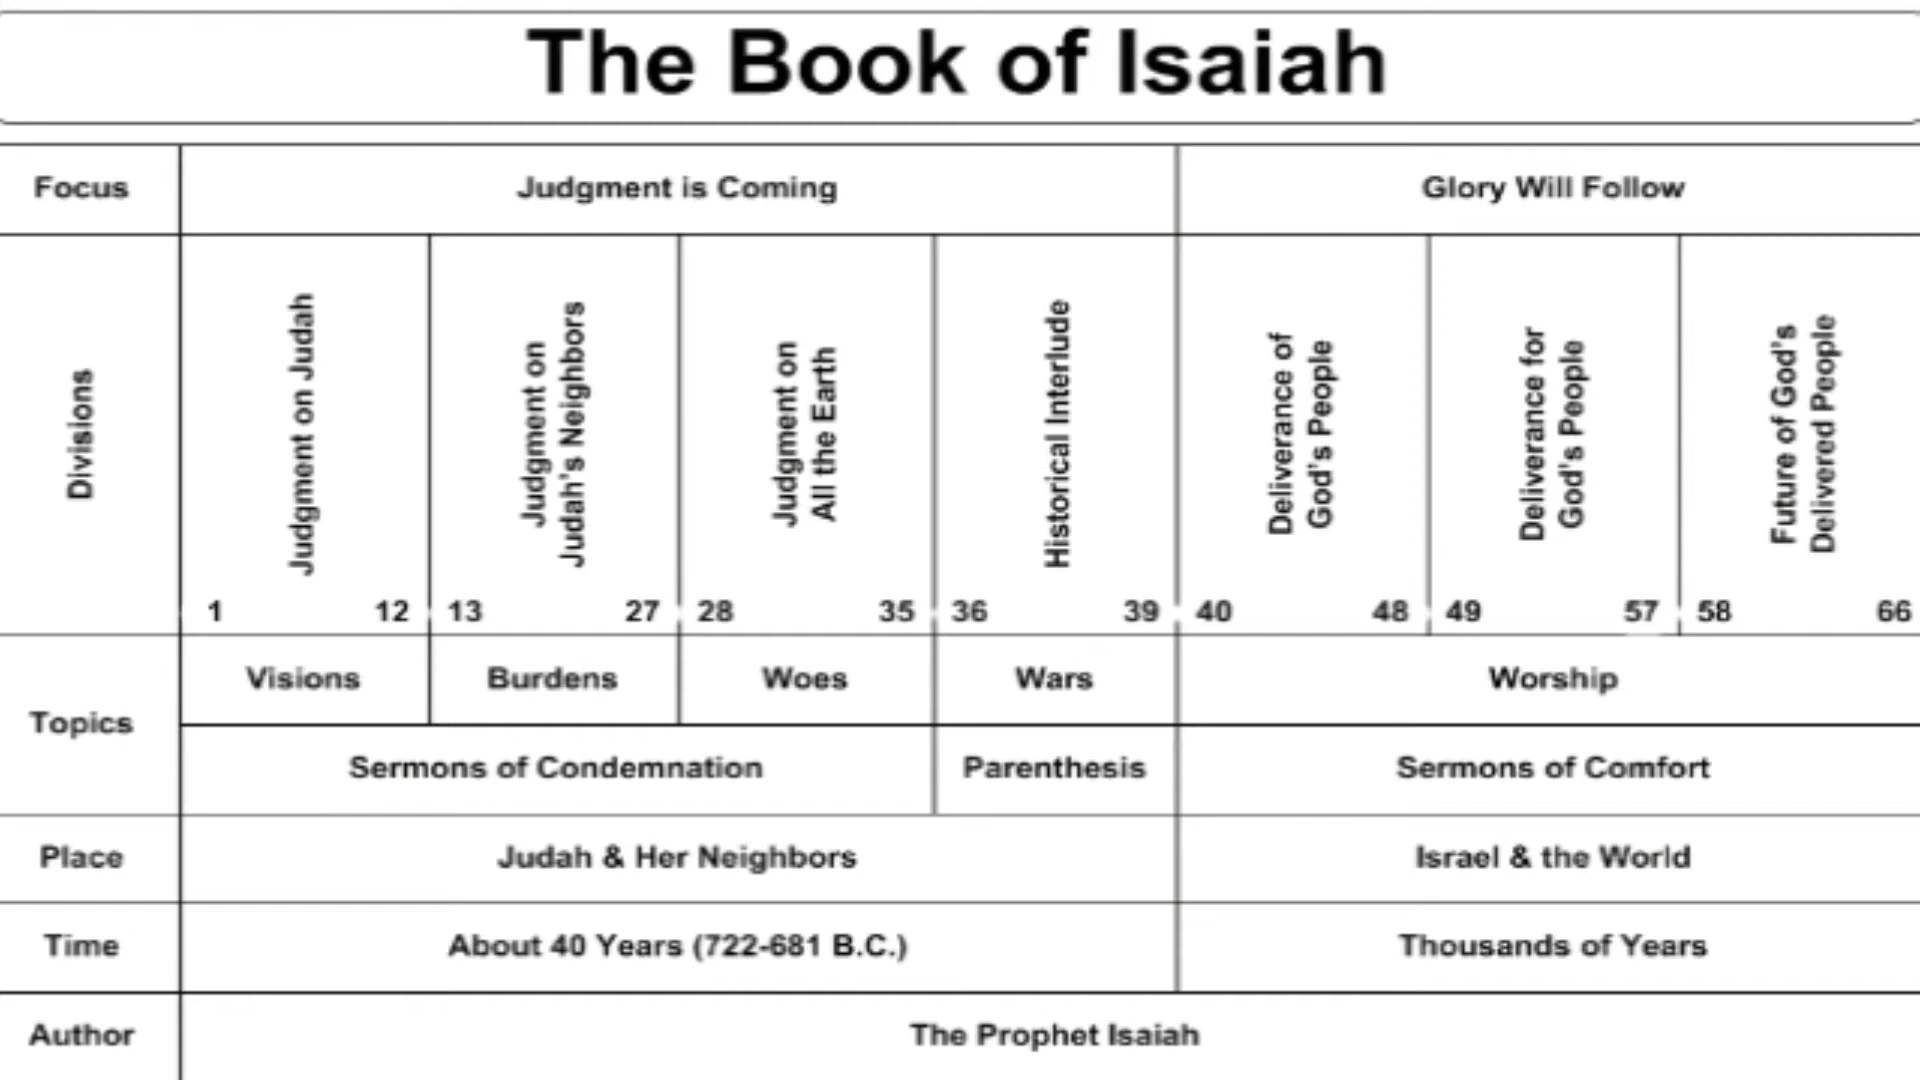 The Book of Isaiah
Focus
Judgment is Coming
Glory Will Follow
Divisions
Judgment on Judah
1 12
Judgment on
Judah's Neighbors
13 27
Judgment on
All the Earth
28 35
Historical Interlude
36 39
Deliverance of
God's People
40 48
Deliverance for
God's People
49 57
Future of God's
Delivered People
58 66
Topics
Visions
Burdens
Woes
Wars
Worship
Sermons of Condemnation
Parenthesis
Sermons of Comfort
Place
Judah & Her Neighbors
Israel & the World
Time
About 40 Years (722-681 B.C.)
Thousands of Years
Author
The Prophet Isaiah